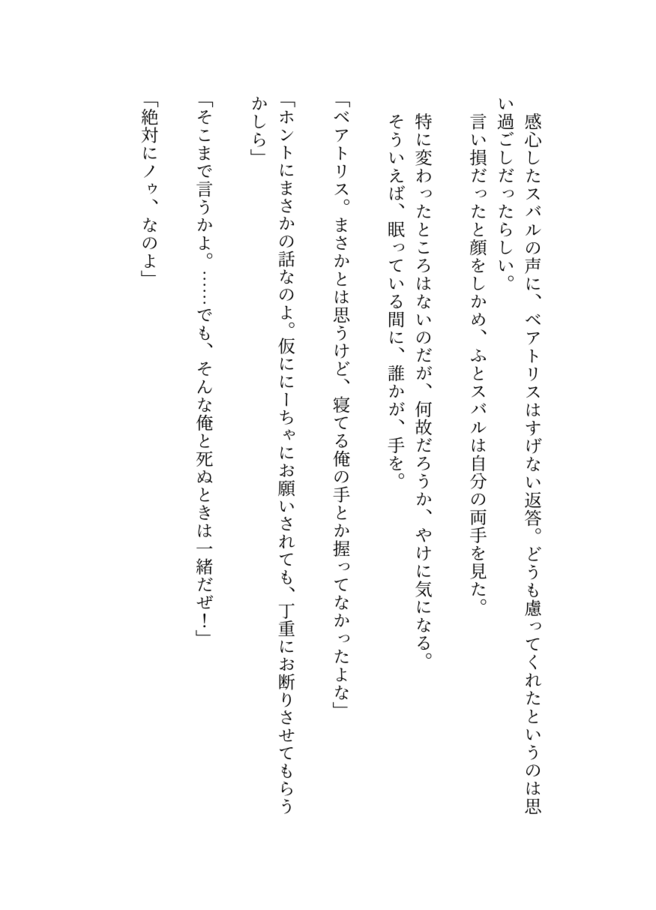 感心したスバルの声に、ベアトリスはすげない返答。どうも慮ってくれたというのは思
い過ごしだったらしい。
言い損だったと顔をしかめ、ふとスバルは自分の両手を見た。
特に変わったところはないのだが、何故だろうか、やけに気になる。
そういえば、眠っている間に、誰かが、手を。
「ベアトリス。まさかとは思うけど、寝てる俺の手とか握ってなかったよな」
「ホントにまさかの話なのよ。仮ににーちゃにお願いされても、丁重にお断りさせてもらう
かしら」
「そこまで言うかよ。……でも、そんな俺と死ぬときは一緒だぜ！」
「絶対にノゥ、なのよ」